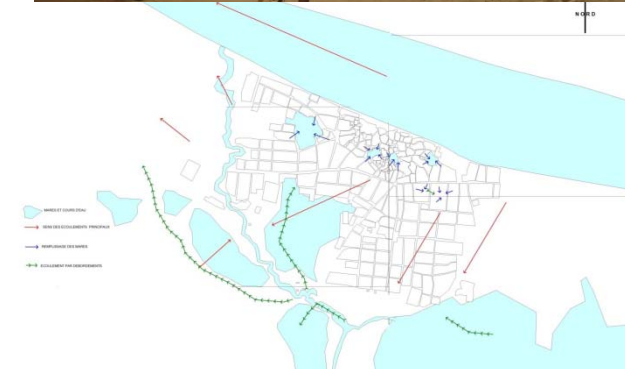 NORD
MARES ET COURS D'EAU
SENS DES ECOULEMENTS PRINCIPAUX
REMPLISSAGE DES MARES
ECOULEMENT PAR DEBORDEMENTS